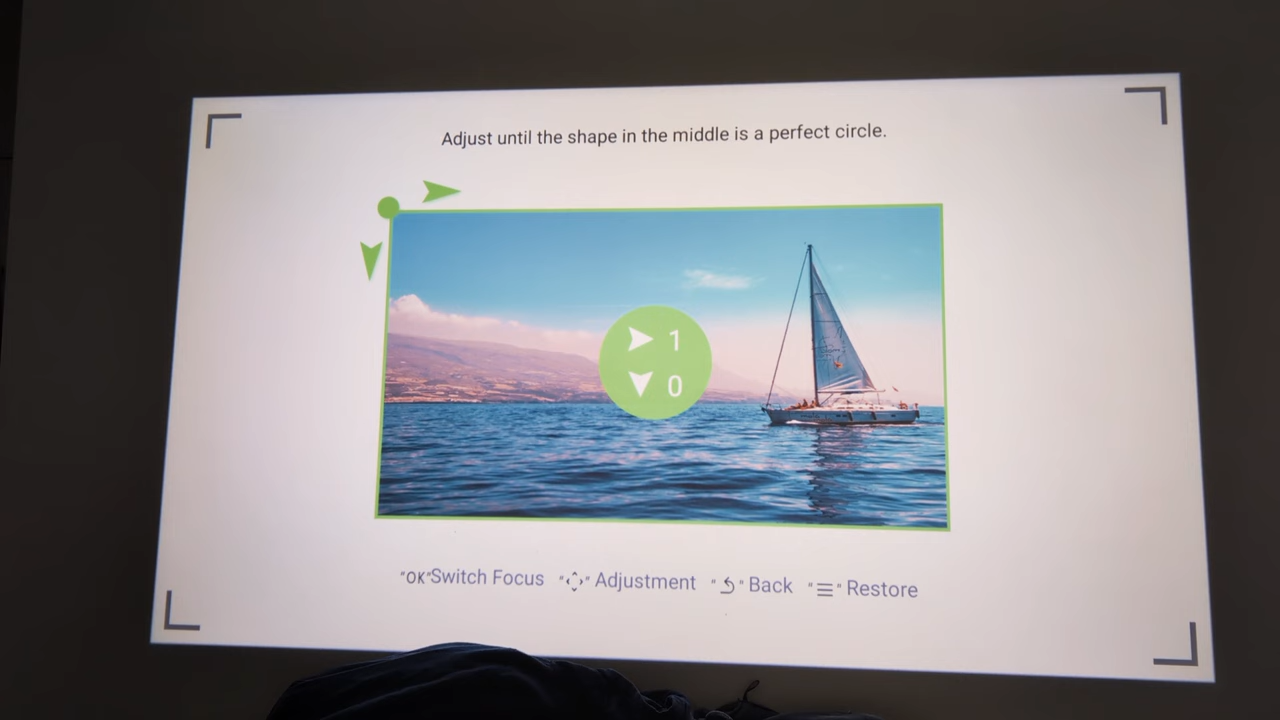 Adjust until the shape in the middle is a perfect circle.
1
0
"OK"Switch Focus " " Adjustment " " Back " " Restore